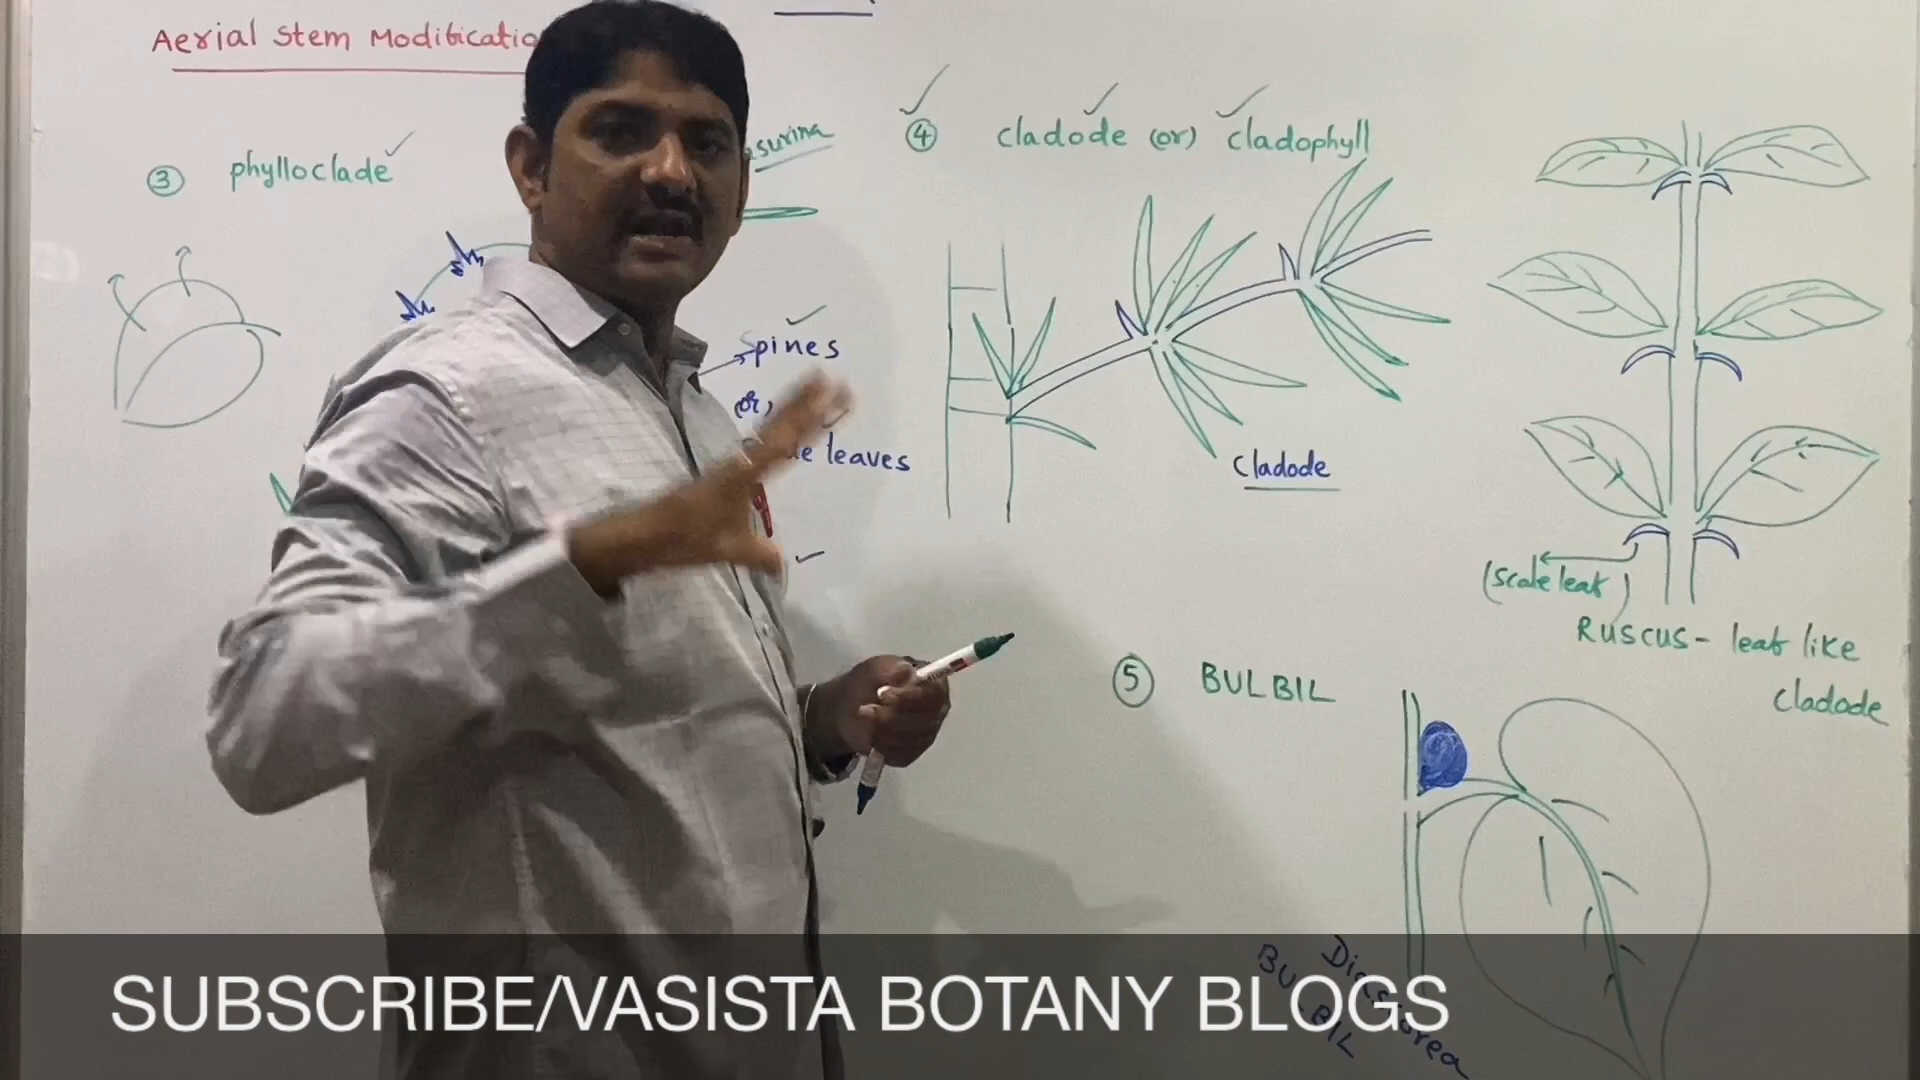 Aerial Stem Modificatio
③ phylloclade
④ cladode (or) cladophyll
spines
(or)
leaves
cladode
(scale leaf)
Ruscus - leaf like
cladode
⑤ BULBIL
Dioscorea
BULBIL
SUBSCRIBE/VASISTA BOTANY BLOGS